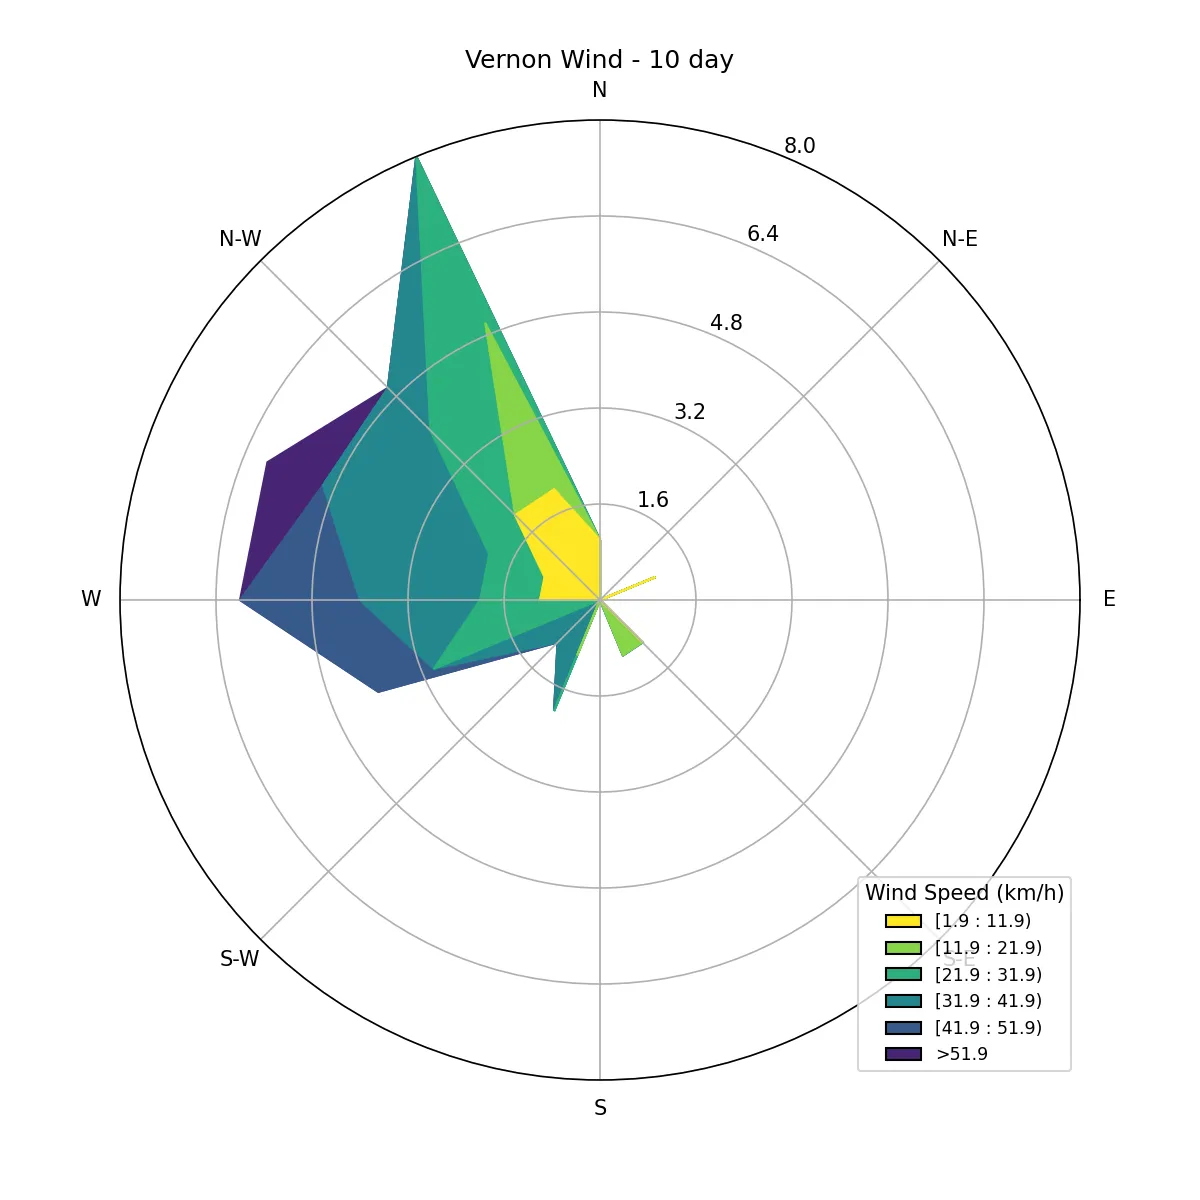 Vernon Wind - 10 day
N
8.0
N-W
6.4
N-E
4.8
3.2
1.6
W
E
S-W
S-E
S
Wind Speed (km/h)
[1.9 : 11.9)
[11.9 : 21.9)
[21.9 : 31.9)
[31.9 : 41.9)
[41.9 : 51.9)
>51.9